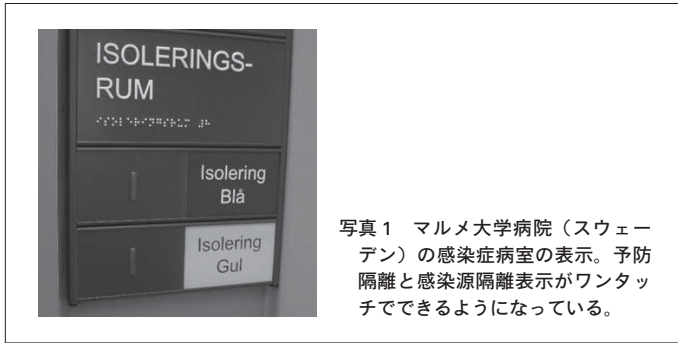 ISOLERINGS-
RUM
Isolering
Blå
Isolering
Gul
写真1 マルメ大学病院（スウェー
デン）の感染症病室の表示。予防
隔離と感染源隔離表示がワンタッ
チでできるようになっている。